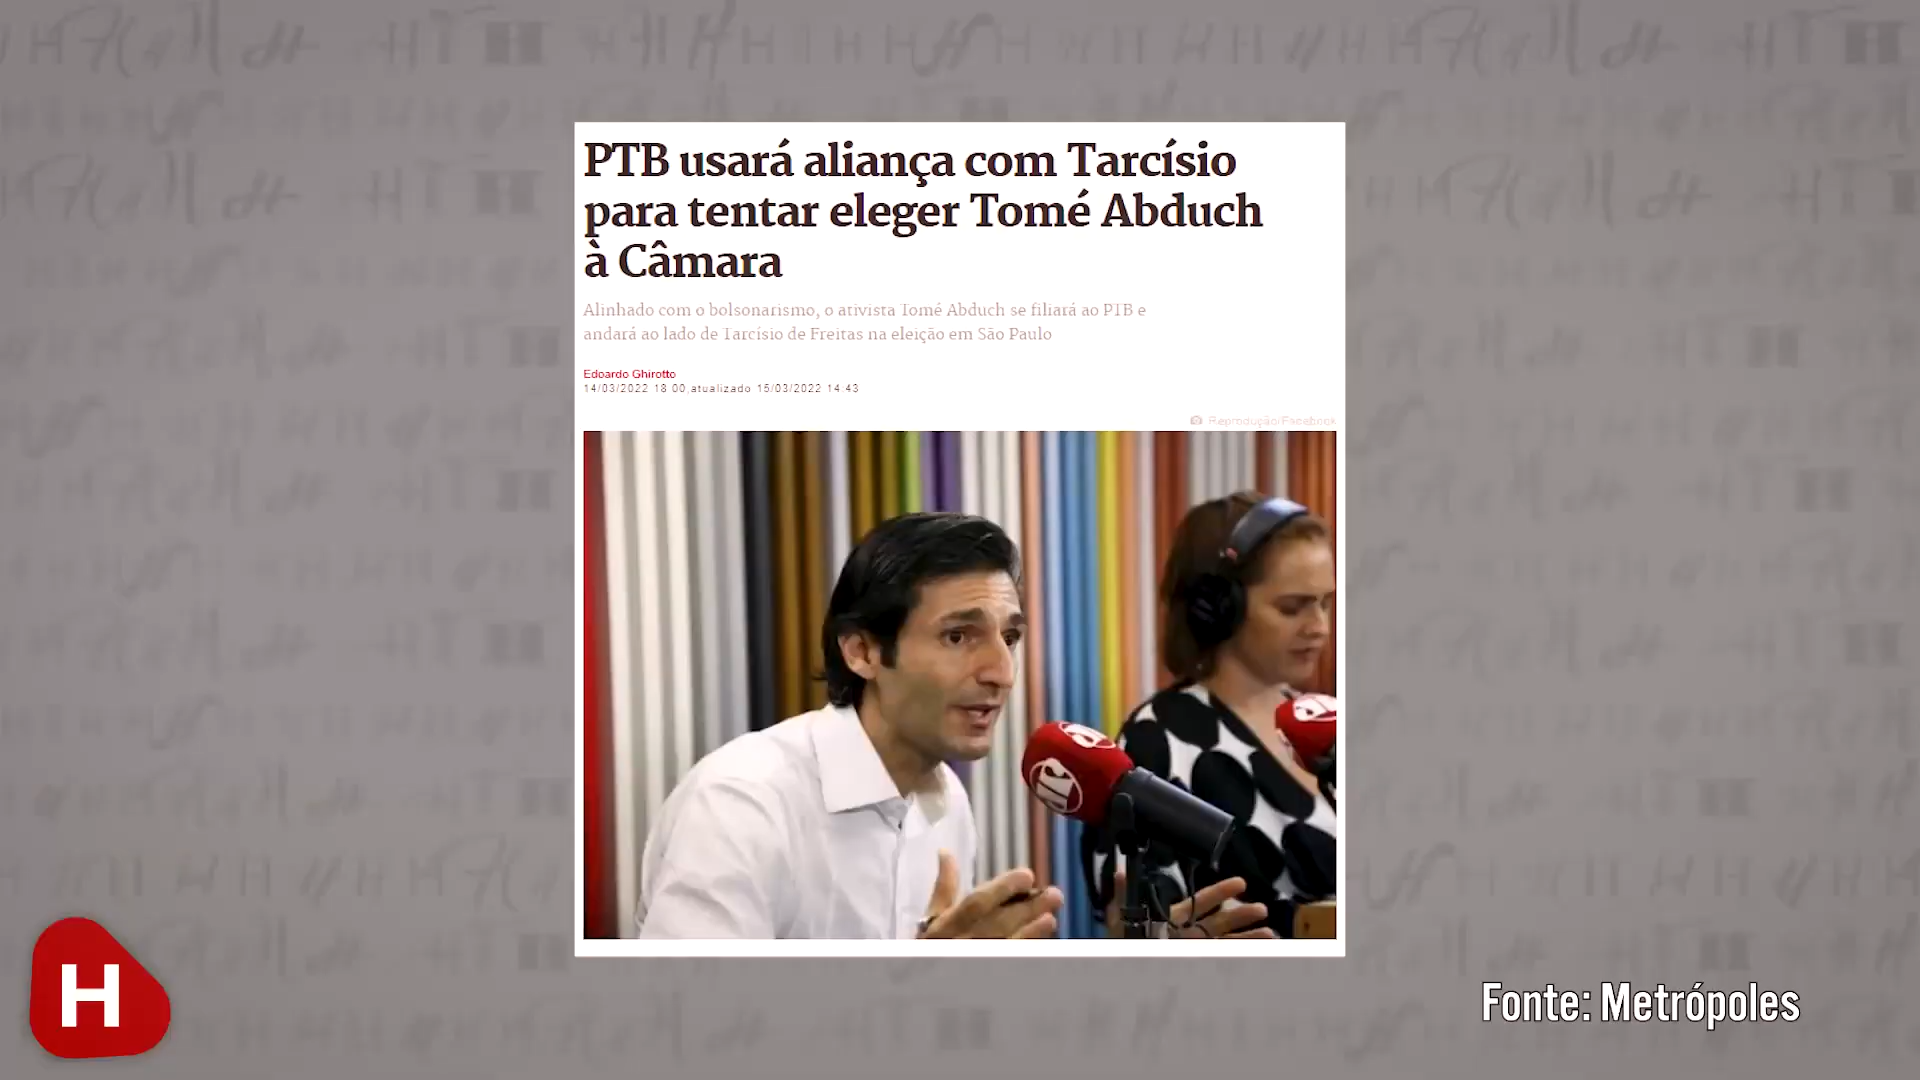 PTB usará aliança com Tarcísio
para tentar eleger Tomé Abduch
à Câmara
Alinhado com o bolsonarismo, o ativista Tomé Abduch se filiará ao PTB e
andará ao lado de Tarcísio de Freitas na eleição em São Paulo
Edoardo Ghirotto
14/03/2022 18:00,atualizado 15/03/2022 14:43
Reprodução/Facebook
H
Fonte: Metrópoles